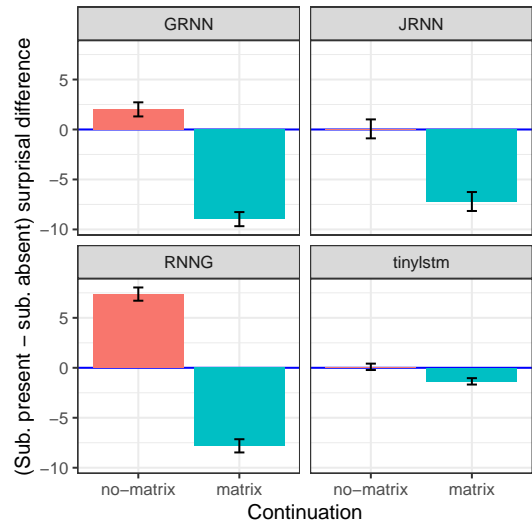 (Sub. present − sub. absent) surprisal difference
GRNN
JRNN
5
0
−5
−10
RNNG
tinylstm
5
0
−5
−10
no−matrix
matrix
no−matrix
matrix
Continuation